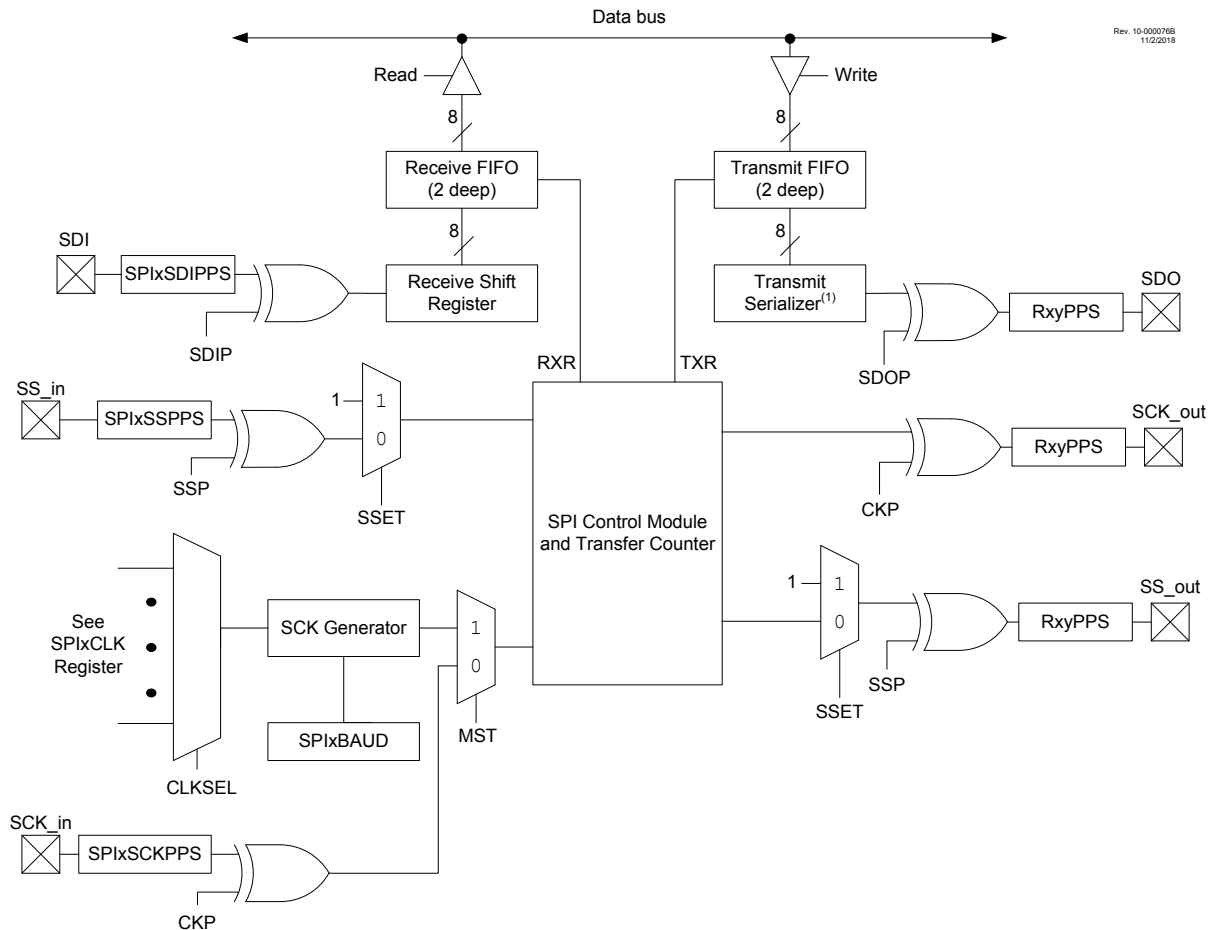 Data bus
Rev. 10-000076B
11/2/2018
Read
Write
8
8
Receive FIFO
(2 deep)
Transmit FIFO
(2 deep)
8
8
SDI
SPIxSDIPPS
Receive Shift
Register
Transmit
Serializer(1)
SDO
RxyPPS
SDIP
SDOP
RXR
TXR
SS_in
SPIxSSPPS
1
1
0
SSP
SSET
SCK_out
RxyPPS
CKP
SPI Control Module
and Transfer Counter
See
SPIxCLK
Register
SCK Generator
1
0
SPIxBAUD
MST
CLKSEL
1
1
0
SS_out
RxyPPS
SSP
SSET
SCK_in
SPIxSCKPPS
CKP